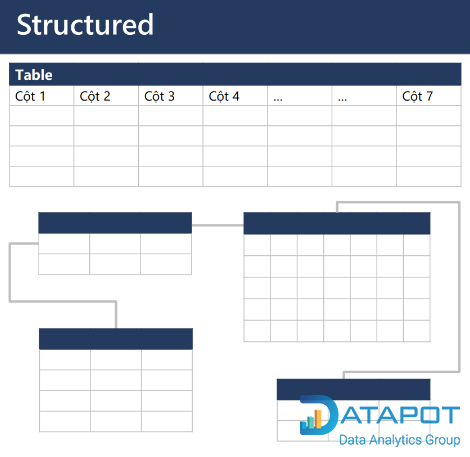 Structured
Table
Cột 1 Cột 2 Cột 3 Cột 4 ... ... Cột 7
DATAPOT
Data Analytics Group